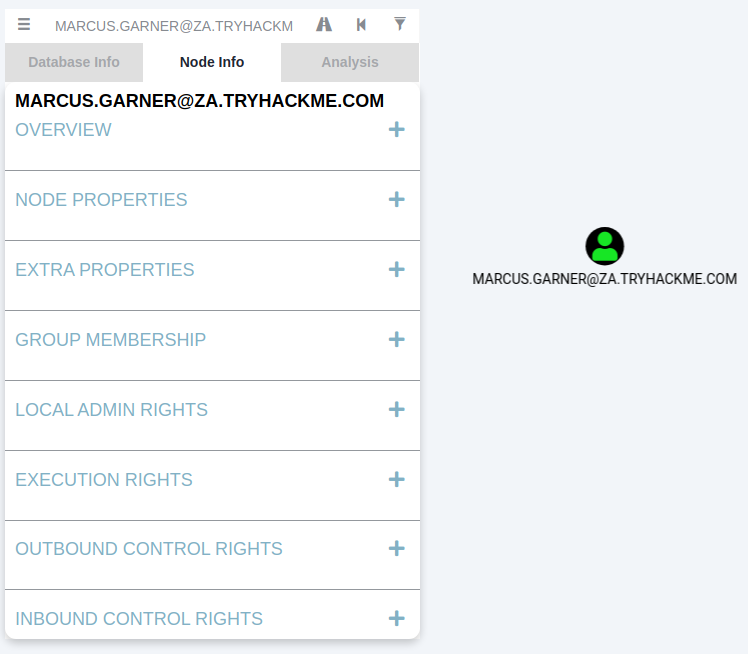 MARCUS.GARNER@ZA.TRYHACKM
Database Info Node Info Analysis
MARCUS.GARNER@ZA.TRYHACKME.COM
OVERVIEW
NODE PROPERTIES
EXTRA PROPERTIES
GROUP MEMBERSHIP
LOCAL ADMIN RIGHTS
EXECUTION RIGHTS
OUTBOUND CONTROL RIGHTS
INBOUND CONTROL RIGHTS
MARCUS.GARNER@ZA.TRYHACKME.COM